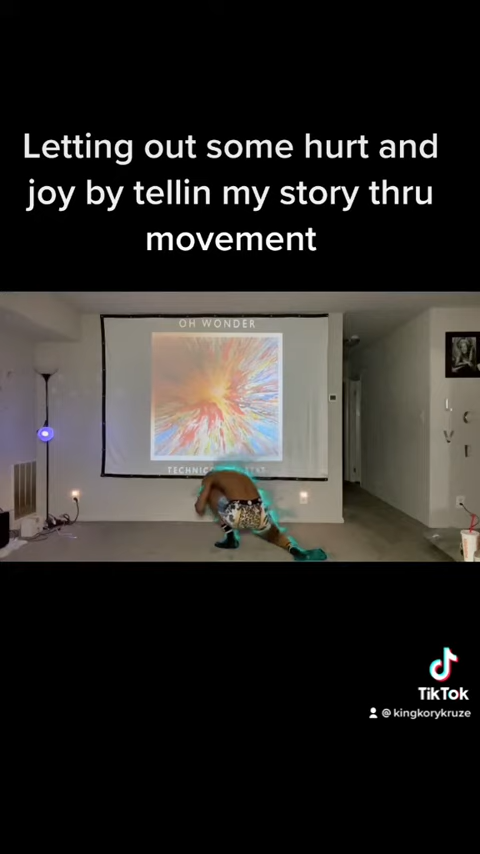 Letting out some hurt and
joy by tellin my story thru
movement
OH WONDER
TikTok
@kingkorykruze